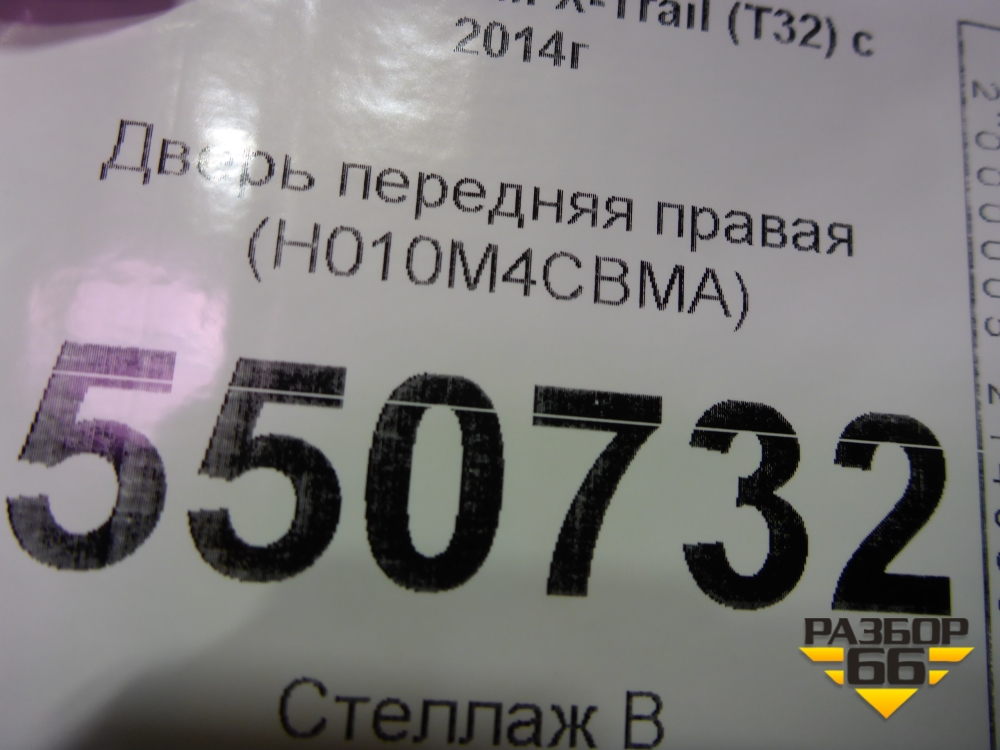 X-Trail (T32) с
2014г
Дверь передняя правая
(H010M4CBMA)
550732
Стеллаж В
РАЗБОР
66